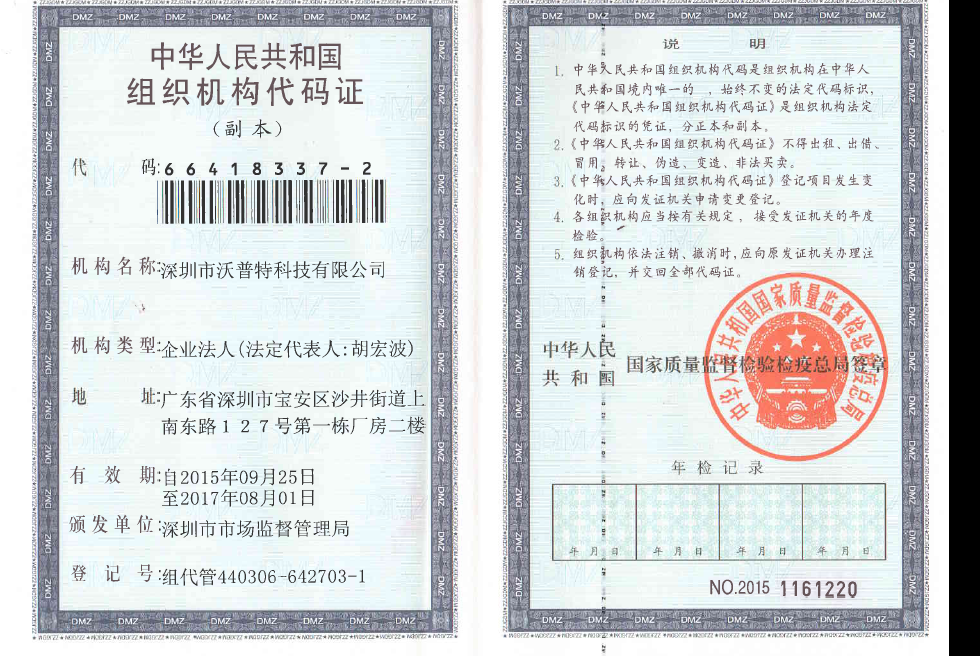 中华人民共和国
组织机构代码证
（副本）
代 码:66418337-2
机构名称:深圳市沃普特科技有限公司
机构类型:企业法人(法定代表人:胡宏波)
地 址:广东省深圳市宝安区沙井街道上
南东路１２７号第一栋厂房二楼
有 效 期:自2015年09月25日
至2017年08月01日
颁发单位:深圳市市场监督管理局
登 记 号:组代管440306-642703-1
说 明
1. 中华人民共和国组织机构代码是组织机构在中华人
民共和国境内唯一的 、始终不变的法定代码标识，
《中华人民共和国组织机构代码证》是组织机构法定
代码标识的凭证，分正本和副本。
2.《中华人民共和国组织机构代码证》不得出租、出借、
冒用、转让、伪造、变造、非法买卖。
3.《中华人民共和国组织机构代码证》登记项目发生变
化时，应向发证机关申请变更登记。
4. 各组织机构应当按有关规定 ，接受发证机关的年度
检验。
5. 组织机构依法注销、撤消时，应向原发证机关办理注
销登记，并交回全部代码证。
中华人民共和国国家质量监督检验检疫总局
中华人民
共和国
国家质量监督检验检疫总局签章
年检记录
年 月 日 年 月 日 年 月 日 年 月 日
NO.2015 1161220